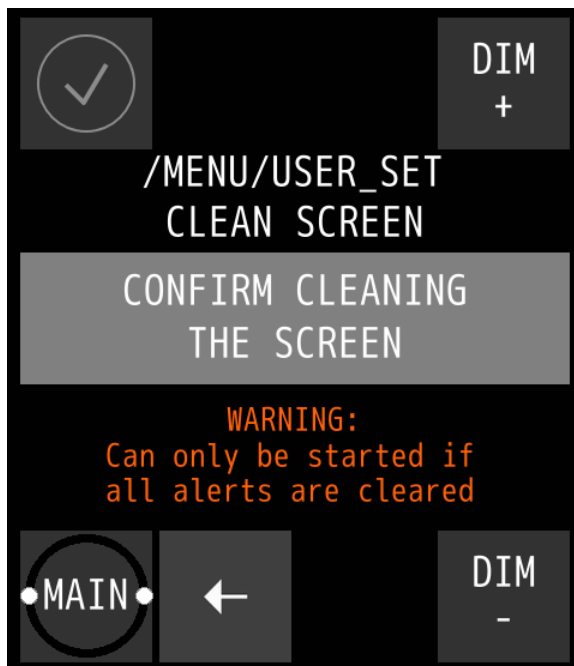 DIM
+
/MENU/USER_SET
CLEAN SCREEN
CONFIRM CLEANING
THE SCREEN
WARNING:
Can only be started if
all alerts are cleared
MAIN
←
DIM
-